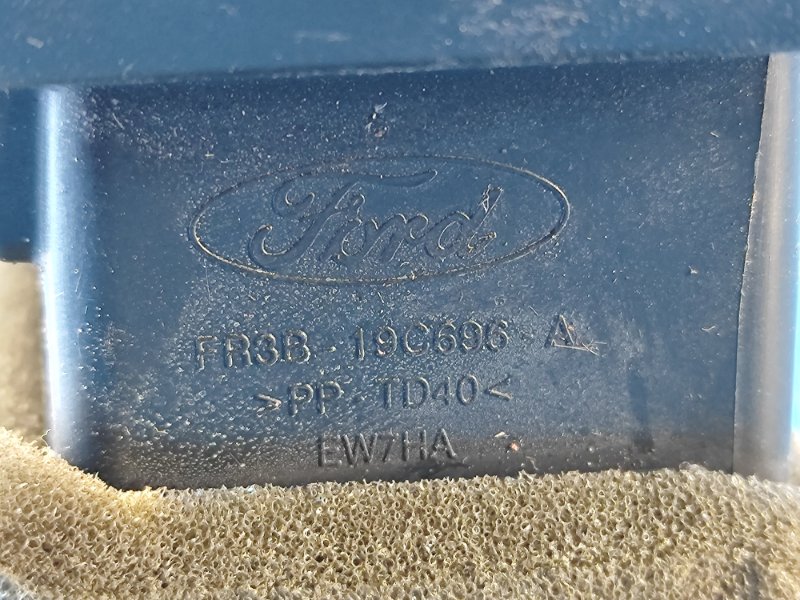 Ford
FR3B-19C696-A
>PP-TD40<
EW7HA